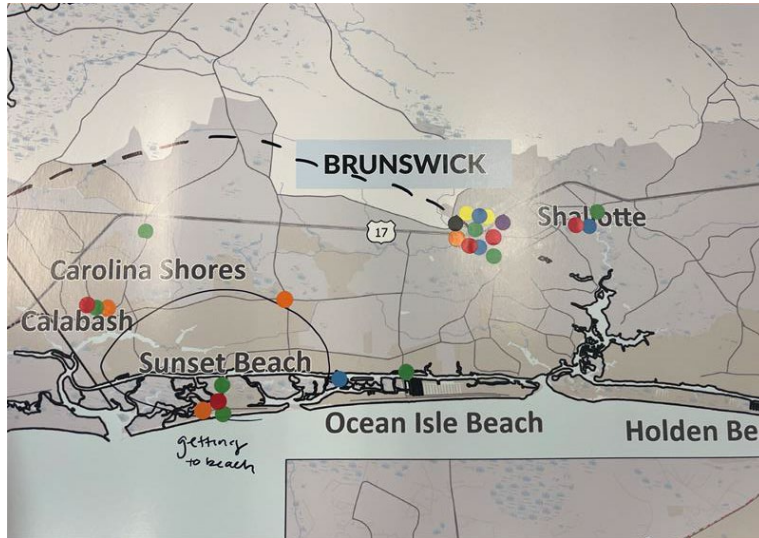 BRUNSWICK
17
Shallotte
Carolina Shores
Calabash
Sunset Beach
Ocean Isle Beach
Holden Be
getting
to beach